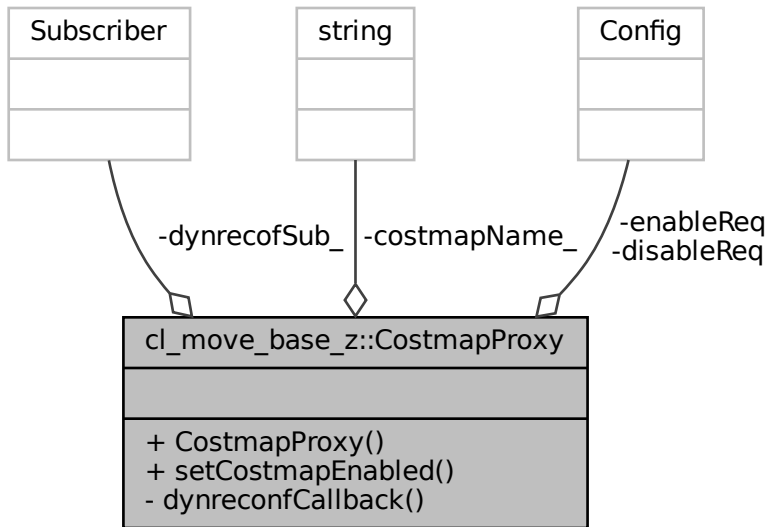 Subscriber
string
Config
-dynrecofSub_
-costmapName_
-enableReq
-disableReq
cl_move_base_z::CostmapProxy
+ CostmapProxy()
+ setCostmapEnabled()
- dynreconfCallback()